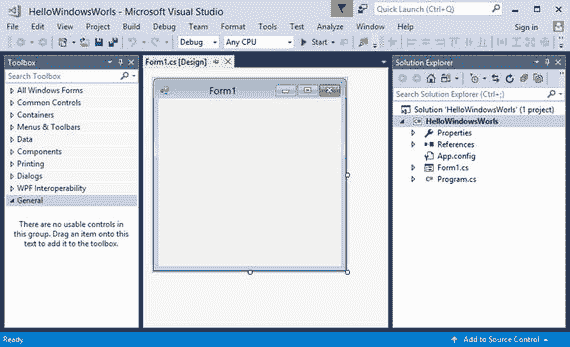 HelloWindowsWorls - Microsoft Visual Studio
Quick Launch (Ctrl+Q)
File Edit View Project Build Debug Team Format Tools Test Analyze Window Help
Sign in
Debug Any CPU Start
Toolbox
Search Toolbox
All Windows Forms
Common Controls
Containers
Menus & Toolbars
Data
Components
Printing
Dialogs
WPF Interoperability
General
There are no usable controls
in this group. Drag an item onto this
text to add it to the toolbox.
Form1.cs [Design]
Form1
Solution Explorer
Search Solution Explorer (Ctrl+;)
Solution 'HelloWindowsWorls' (1 project)
HelloWindowsWorls
Properties
References
App.config
Form1.cs
C# Program.cs
Ready
Add to Source Control